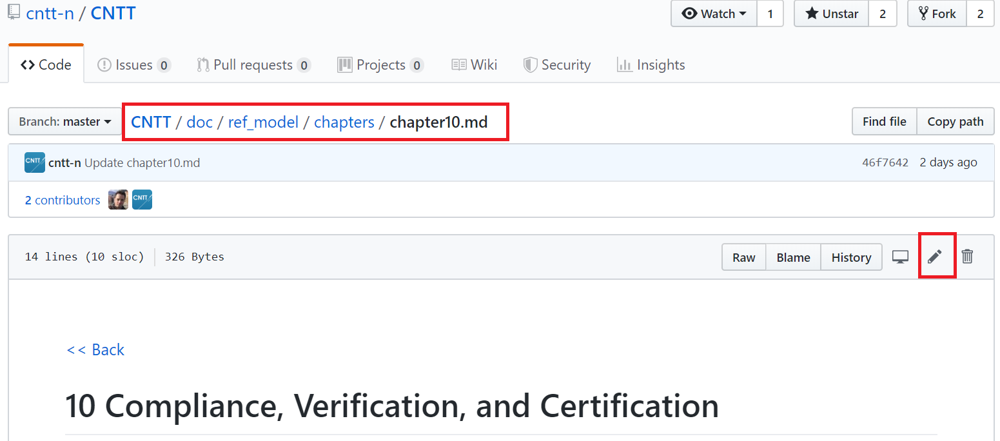 cntt-n / CNTT Watch 1 Unstar 2 Fork 2
Code Issues 0 Pull requests 0 Projects 0 Wiki Security Insights
Branch: master CNTT / doc / ref_model / chapters / chapter10.md Find file Copy path
CNTT cntt-n Update chapter10.md 46f7642 2 days ago
2 contributors CNTT
14 lines (10 sloc) 326 Bytes Raw Blame History
<< Back
10 Compliance, Verification, and Certification